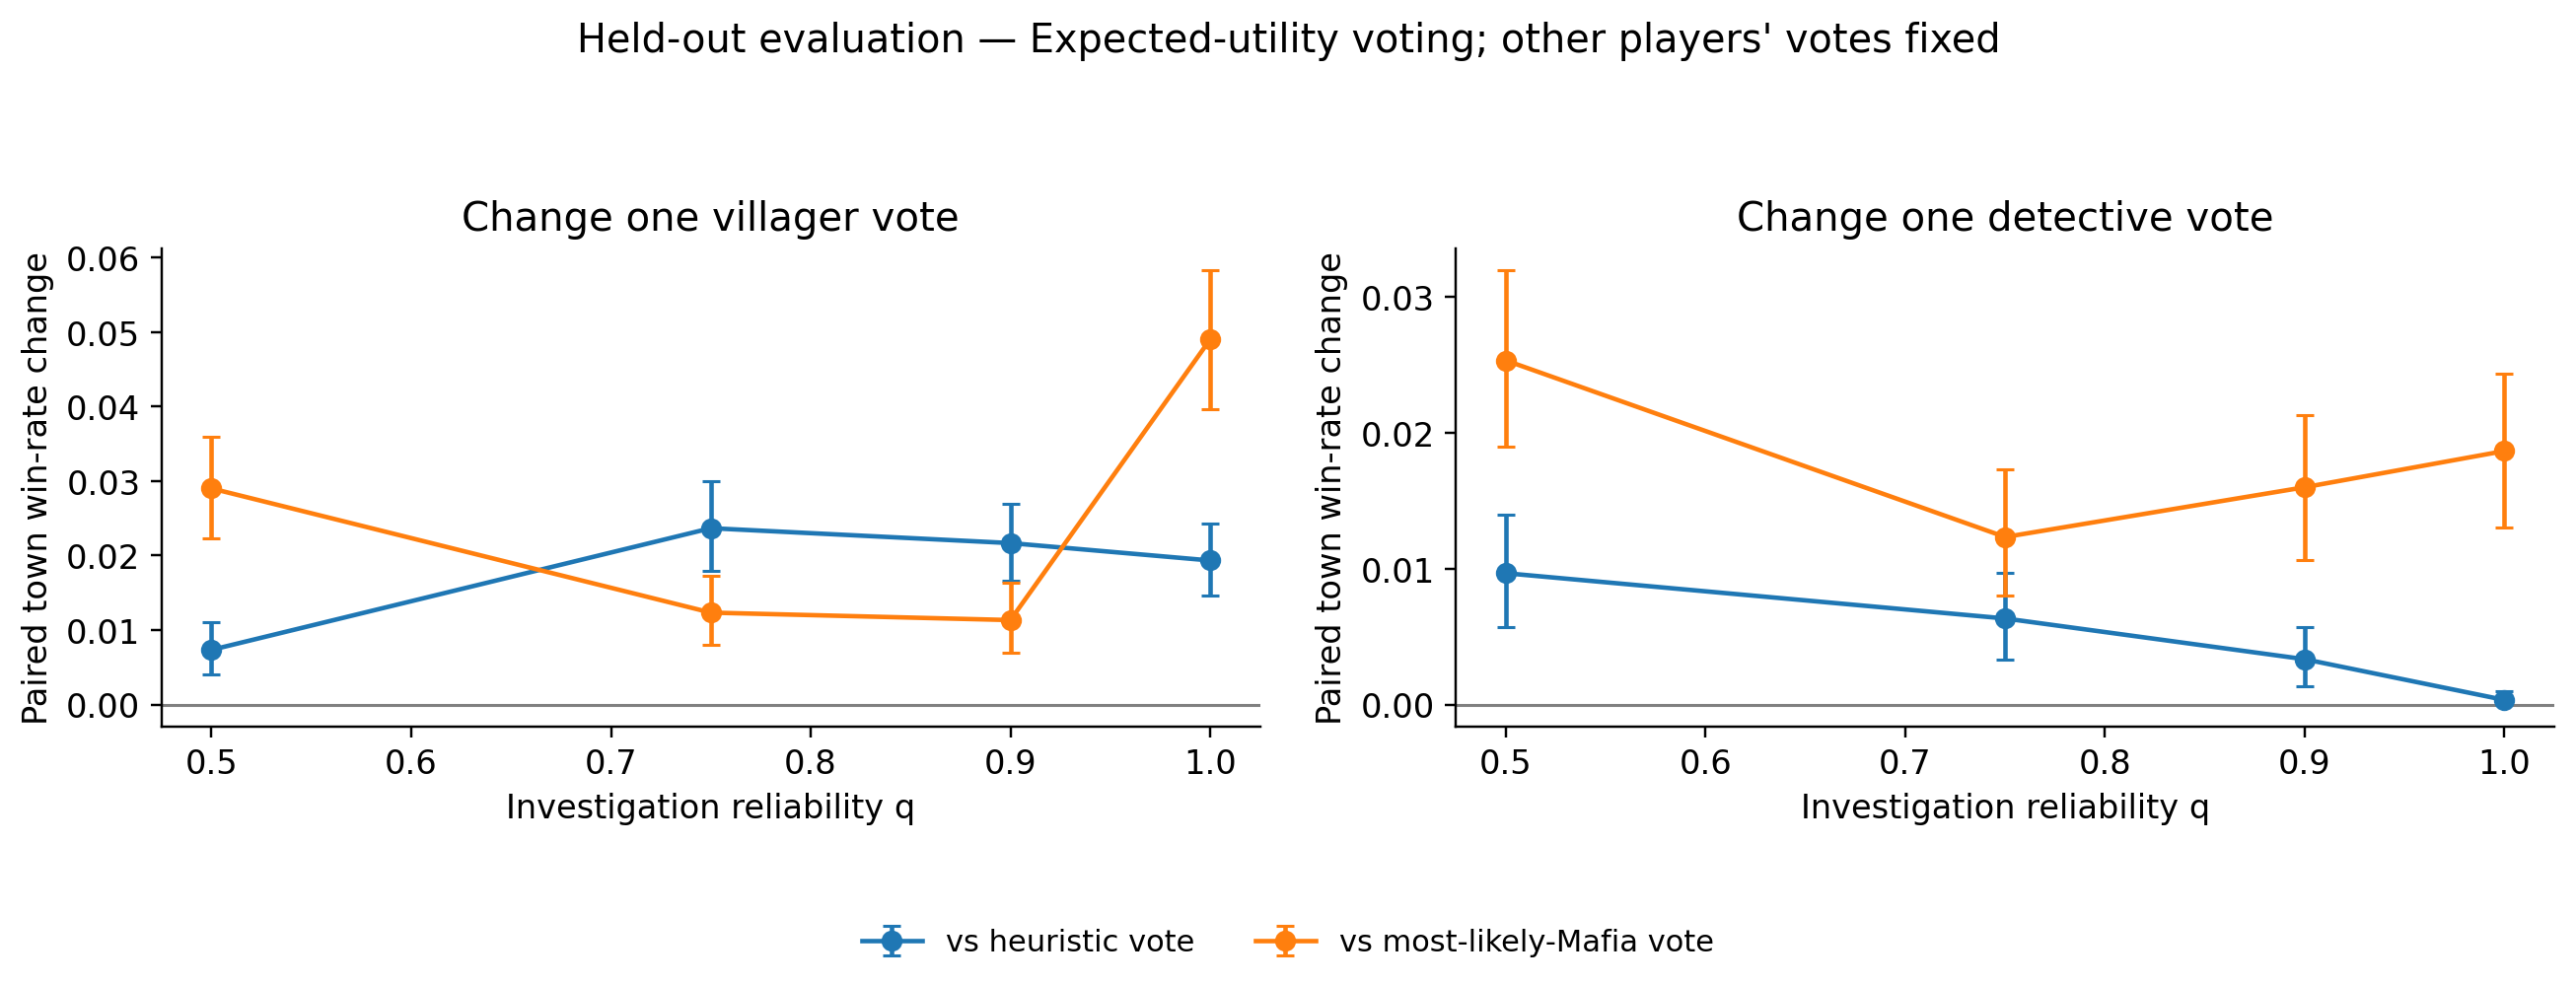 Held-out evaluation — Expected-utility voting; other players' votes fixed
Change one villager vote
Paired town win-rate change
0.06
0.05
0.04
0.03
0.02
0.01
0.00
0.5 0.6 0.7 0.8 0.9 1.0
Investigation reliability q
Change one detective vote
Paired town win-rate change
0.03
0.02
0.01
0.00
0.5 0.6 0.7 0.8 0.9 1.0
Investigation reliability q
vs heuristic vote
vs most-likely-Mafia vote